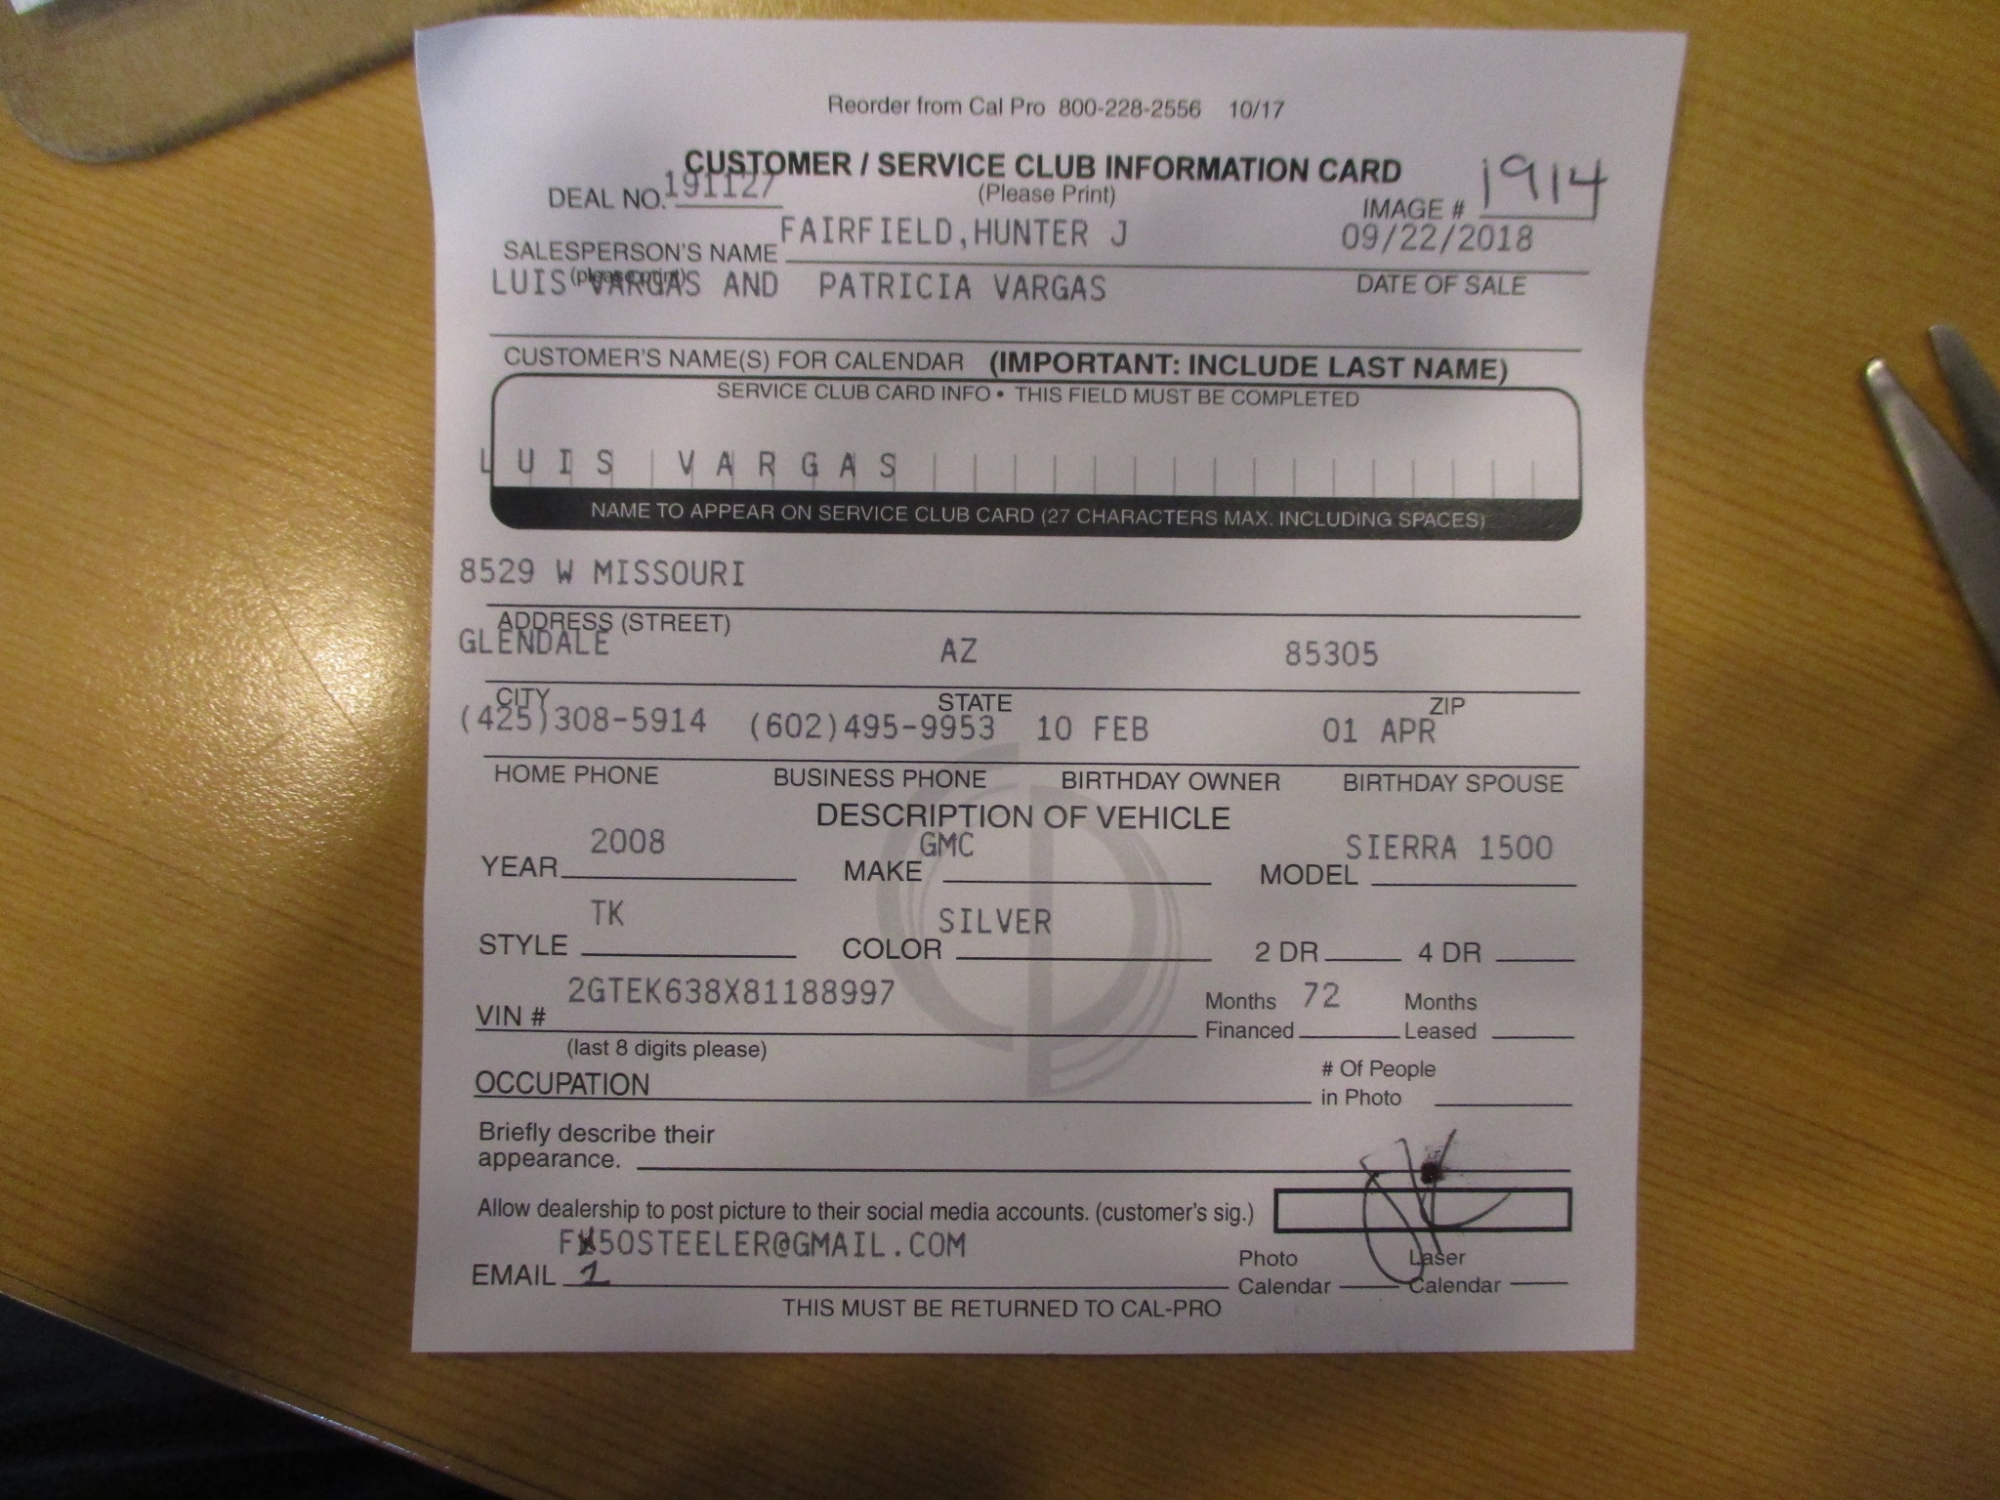 Reorder from Cal Pro 800-228-2556 10/17
CUSTOMER / SERVICE CLUB INFORMATION CARD
DEAL NO. 191127 (Please Print) IMAGE # 1914
SALESPERSON'S NAME FAIRFIELD,HUNTER J 09/22/2018
(please print) DATE OF SALE
LUIS VARGAS AND PATRICIA VARGAS
CUSTOMER'S NAME(S) FOR CALENDAR (IMPORTANT: INCLUDE LAST NAME)
SERVICE CLUB CARD INFO • THIS FIELD MUST BE COMPLETED
LUIS VARGAS
NAME TO APPEAR ON SERVICE CLUB CARD (27 CHARACTERS MAX. INCLUDING SPACES)
8529 W MISSOURI
ADDRESS (STREET)
GLENDALE AZ 85305
CITY STATE ZIP
(425)308-5914 (602)495-9953 10 FEB 01 APR
HOME PHONE BUSINESS PHONE BIRTHDAY OWNER BIRTHDAY SPOUSE
DESCRIPTION OF VEHICLE
YEAR 2008 MAKE GMC MODEL SIERRA 1500
STYLE TK COLOR SILVER 2 DR 4 DR
VIN # 2GTEK638X81188997 Months Financed 72 Months Leased
(last 8 digits please)
OCCUPATION # Of People in Photo
Briefly describe their
appearance.
Allow dealership to post picture to their social media accounts. (customer's sig.)
EMAIL 50STEELER@GMAIL.COM Photo Calendar Laser Calendar
THIS MUST BE RETURNED TO CAL-PRO